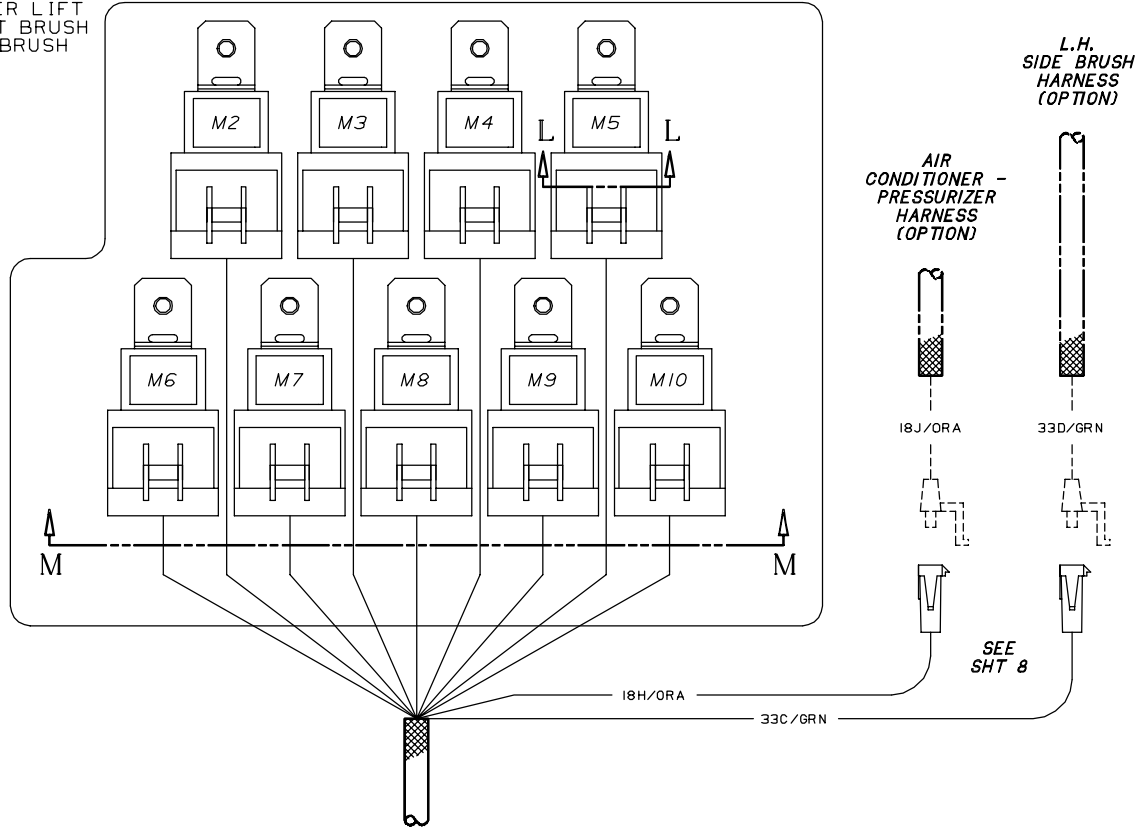 ER LIFT
T BRUSH
BRUSH
M2
M3
M4
L
M5
L
L.H.
SIDE BRUSH
HARNESS
(OPTION)
AIR
CONDITIONER -
PRESSURIZER
HARNESS
(OPTION)
M6
M7
M8
M9
M10
18J/ORA
33D/GRN
M
M
SEE
SHT 8
18H/ORA
33C/GRN